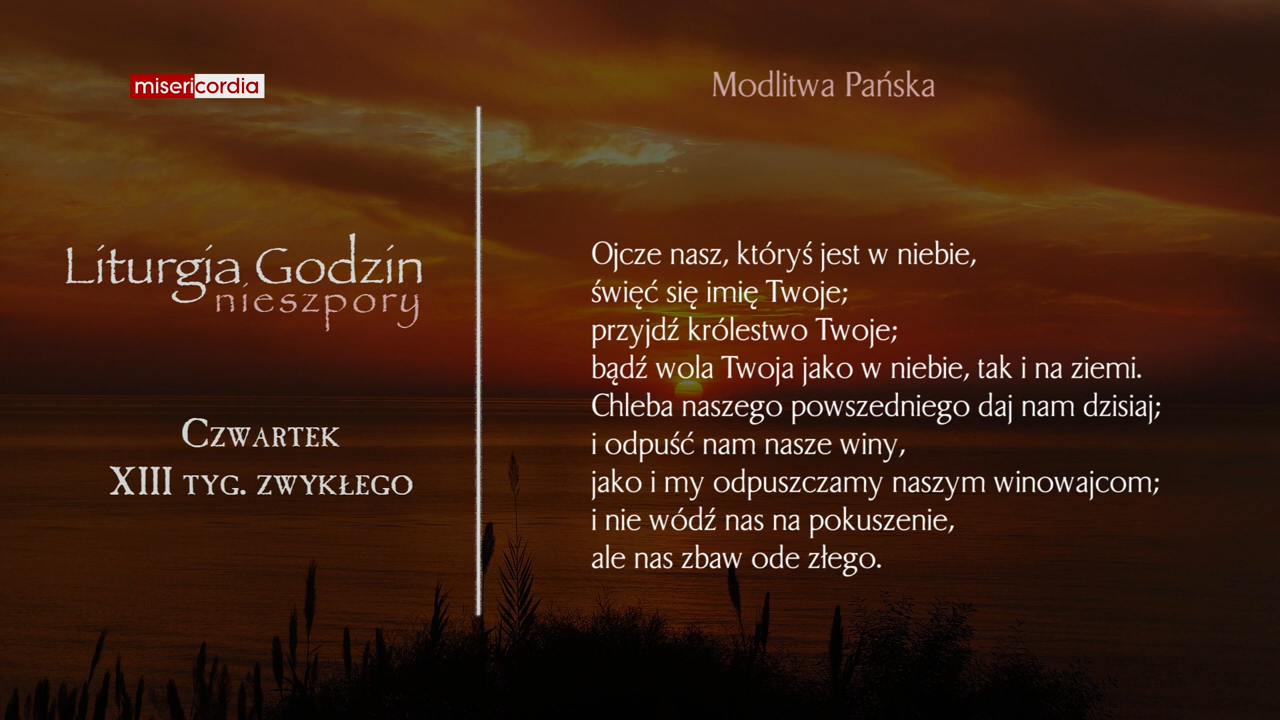 misericordia
Liturgia Godzin
nieszpory
Czwartek
XIII tyg. zwykłego
Modlitwa Pańska
Ojcze nasz, któryś jest w niebie,
święć się imię Twoje;
przyjdź królestwo Twoje;
bądź wola Twoja jako w niebie, tak i na ziemi.
Chleba naszego powszedniego daj nam dzisiaj;
i odpuść nam nasze winy,
jako i my odpuszczamy naszym winowajcom;
i nie wódź nas na pokuszenie,
ale nas zbaw ode złego.